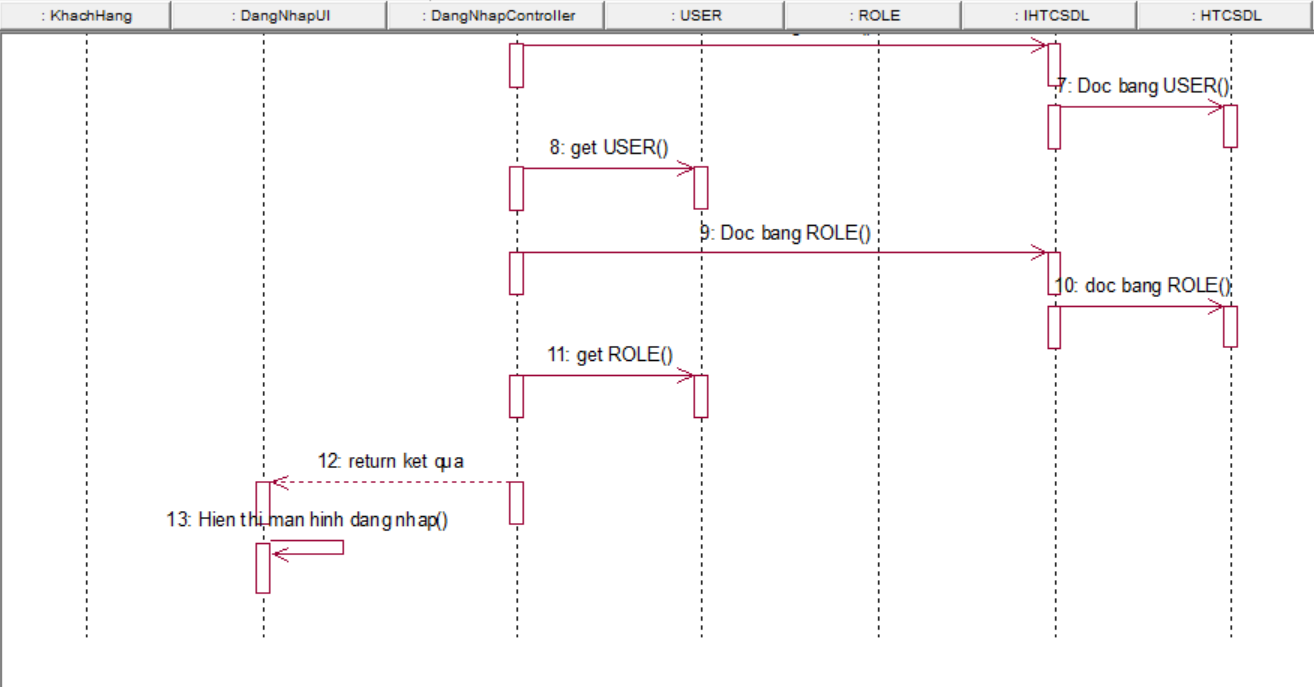 : KhachHang
: DangNhapUI
: DangNhapController
: USER
: ROLE
: IHTCSDL
: HTCSDL
7: Doc bang USER()
8: get USER()
9: Doc bang ROLE()
10: doc bang ROLE()
11: get ROLE()
12: return ket qua
13: Hien thi man hinh dang nhap()